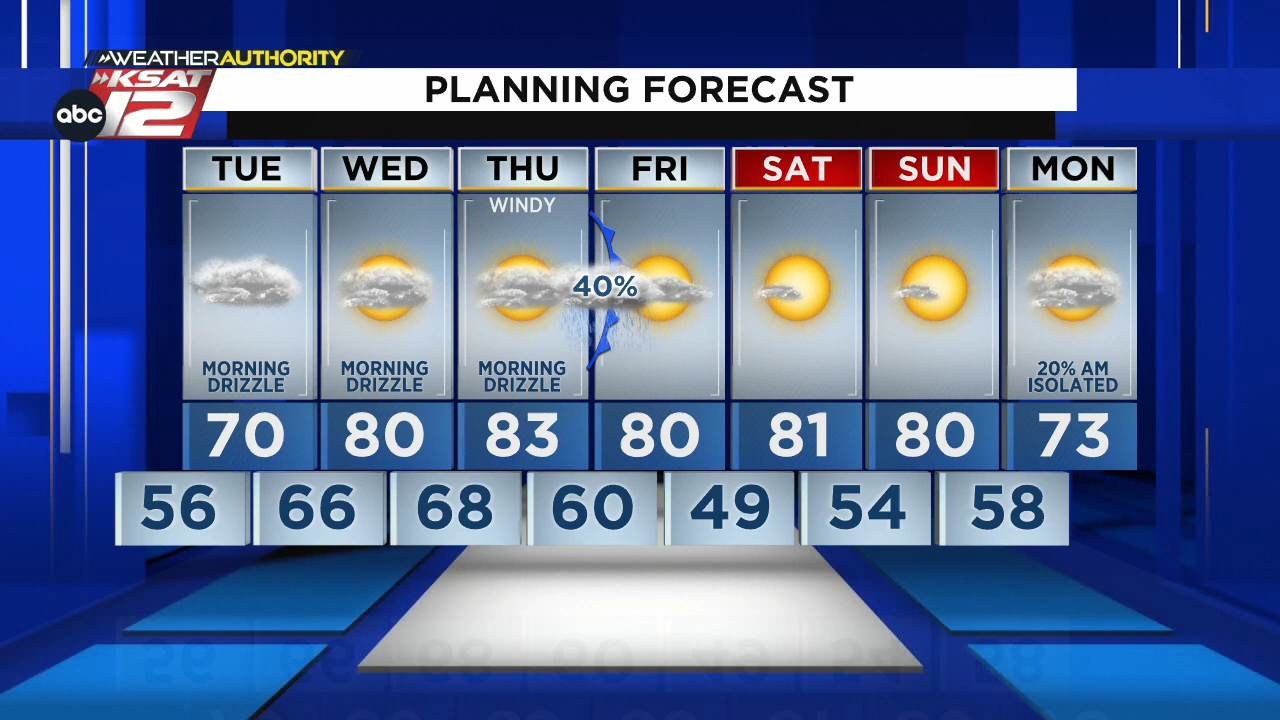 WEATHERAUTHORITY
KSAT
abc 12
PLANNING FORECAST
TUE WED THU FRI SAT SUN MON
WINDY
40%
MORNING DRIZZLE
MORNING DRIZZLE
MORNING DRIZZLE
20% AM ISOLATED
70 80 83 80 81 80 73
56 66 68 60 49 54 58